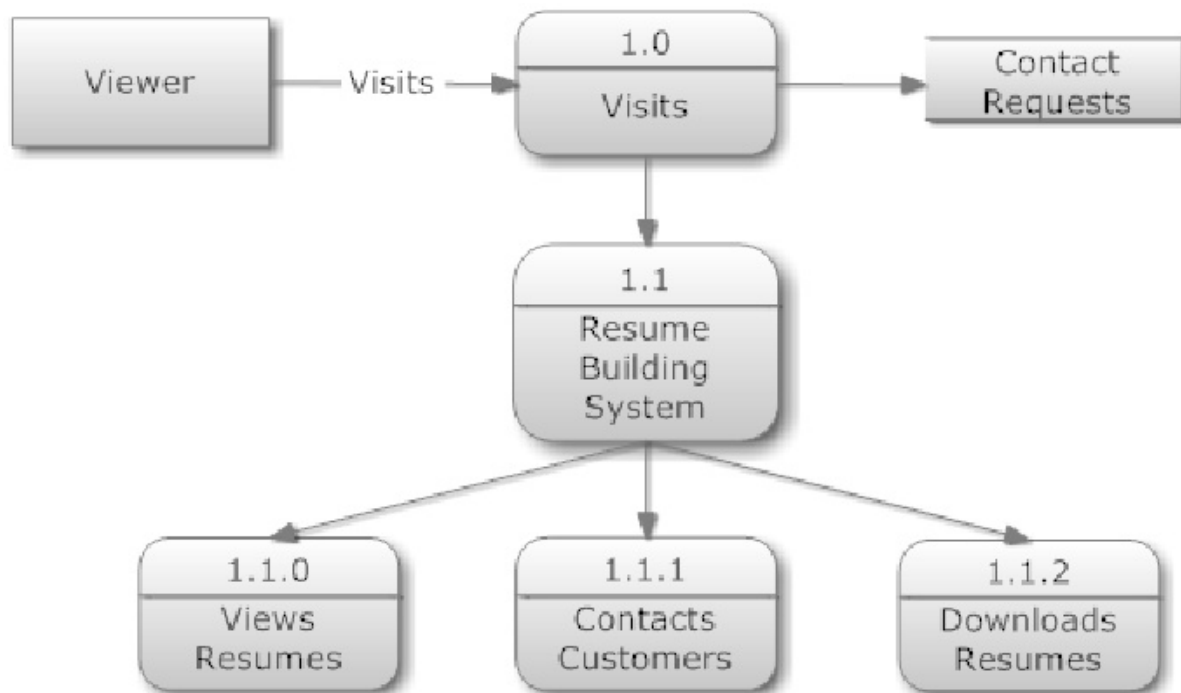 Viewer
Visits
1.0
Visits
Contact
Requests
1.1
Resume
Building
System
1.1.0
Views
Resumes
1.1.1
Contacts
Customers
1.1.2
Downloads
Resumes